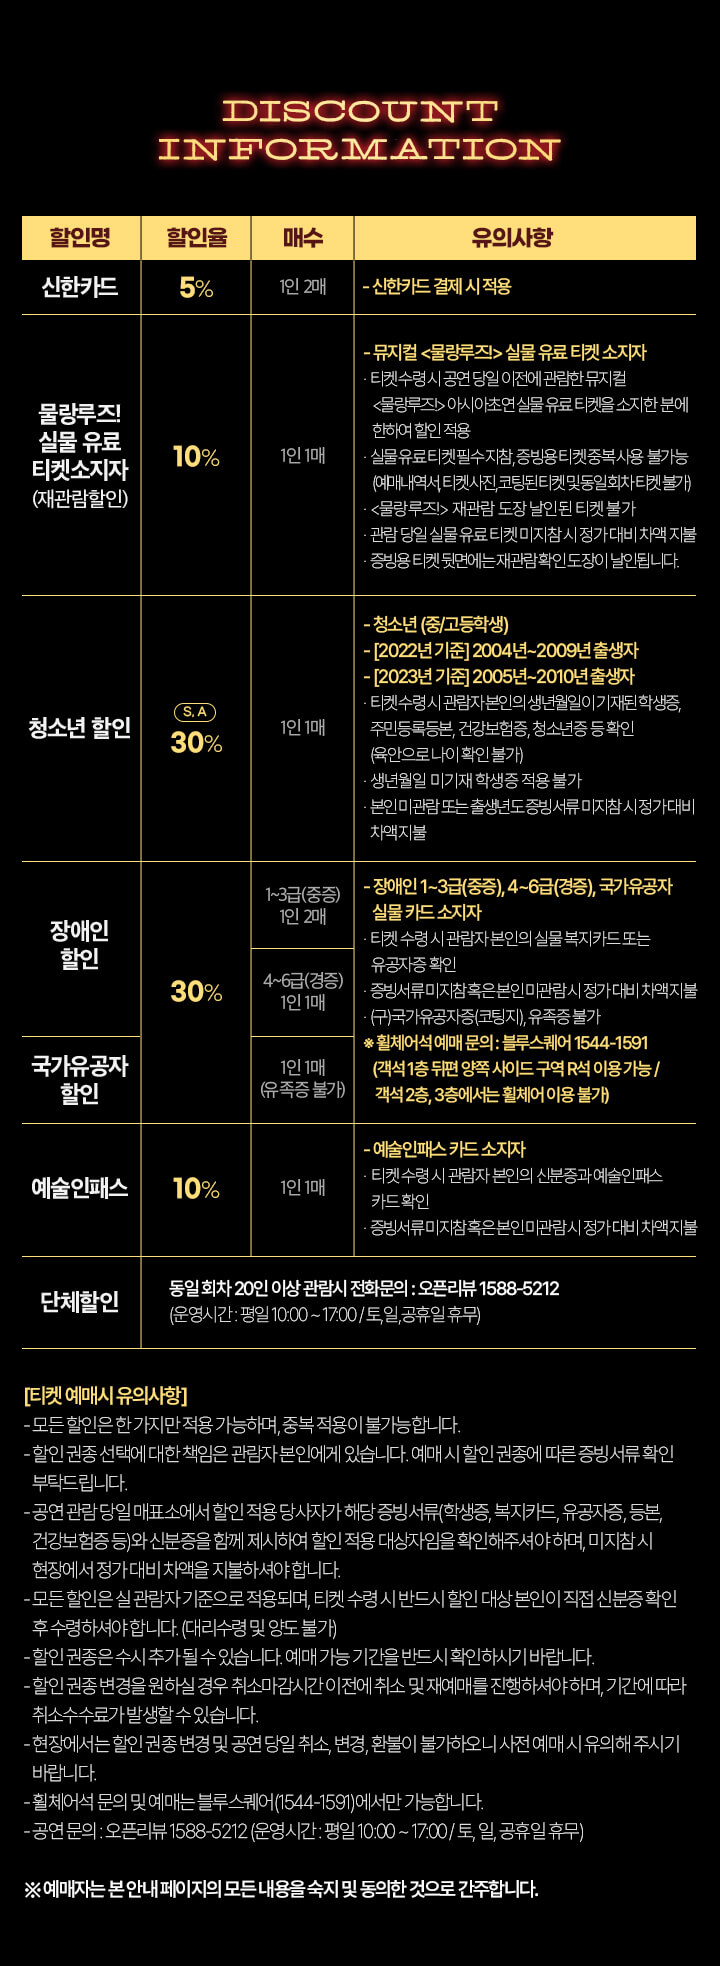 DISCOUNT
INFORMATION
할인명 할인율 매수 유의사항
신한카드 5% 1인 2매 - 신한카드 결제 시 적용
물랑루즈!
실물 유료
티켓소지자
(재관람할인)
10%
1인 1매
- 뮤지컬 <물랑루즈!> 실물 유료 티켓 소지자
· 티켓 수령 시 공연 당일 이전에 관람한 뮤지컬
<물랑루즈!> 아시아초연 실물 유료 티켓을 소지한 분에
한하여 할인 적용
· 실물 유료 티켓 필수 지참, 증빙용 티켓 중복 사용 불가능
(예매내역서, 티켓사진, 코팅된 티켓 및 동일회차 티켓 불가)
· <물랑루즈!> 재관람 도장 날인된 티켓 불가
· 관람 당일 실물 유료 티켓 미지참 시 정가 대비 차액 지불
· 증빙용 티켓 뒷면에는 재관람 확인 도장이 날인됩니다.
청소년 할인
S, A
30%
1인 1매
- 청소년 (중/고등학생)
- [2022년 기준] 2004년~2009년 출생자
- [2023년 기준] 2005년~2010년 출생자
· 티켓 수령 시 관람자 본인의 생년월일이 기재된 학생증,
주민등록등본, 건강보험증, 청소년증 등 확인
(육안으로 나이 확인 불가)
· 생년월일 미기재 학생증 적용 불가
· 본인 미관람 또는 출생년도 증빙서류 미지참 시 정가 대비
차액 지불
장애인
할인
국가유공자
할인
30%
1~3급(중증)
1인 2매
4~6급(경증)
1인 1매
1인 1매
(유족증 불가)
- 장애인 1~3급(중증), 4~6급(경증), 국가유공자
실물 카드 소지자
· 티켓 수령 시 관람자 본인의 실물 복지카드 또는
유공자증 확인
· 증빙서류 미지참 혹은 본인 미관람 시 정가 대비 차액 지불
· (구)국가유공자증(코팅지), 유족증 불가
※ 휠체어석 예매 문의 : 블루스퀘어 1544-1591
(객석 1층 뒤편 양쪽 사이드 구역 R석 이용 가능 /
객석 2층, 3층에서는 휠체어 이용 불가)
예술인패스
10%
1인 1매
- 예술인패스 카드 소지자
· 티켓 수령 시 관람자 본인의 신분증과 예술인패스
카드 확인
· 증빙서류 미지참 혹은 본인 미관람 시 정가 대비 차액 지불
단체할인
동일 회차 20인 이상 관람시 전화문의 : 오픈리뷰 1588-5212
(운영시간 : 평일 10:00 ~ 17:00 / 토,일,공휴일 휴무)
[티켓 예매시 유의사항]
- 모든 할인은 한 가지만 적용 가능하며, 중복 적용이 불가능합니다.
- 할인 권종 선택에 대한 책임은 관람자 본인에게 있습니다. 예매 시 할인 권종에 따른 증빙서류 확인
부탁드립니다.
- 공연 관람 당일 매표소에서 할인 적용 당사자가 해당 증빙서류(학생증, 복지카드, 유공자증, 등본,
건강보험증 등)와 신분증을 함께 제시하여 할인 적용 대상자임을 확인해주셔야 하며, 미지참 시
현장에서 정가 대비 차액을 지불하셔야 합니다.
- 모든 할인은 실 관람자 기준으로 적용되며, 티켓 수령 시 반드시 할인 대상 본인이 직접 신분증 확인
후 수령하셔야 합니다. (대리수령 및 양도 불가)
- 할인 권종은 수시 추가 될 수 있습니다. 예매 가능 기간을 반드시 확인하시기 바랍니다.
- 할인 권종 변경을 원하실 경우 취소마감시간 이전에 취소 및 재예매를 진행하셔야 하며, 기간에 따라
취소수수료가 발생할 수 있습니다.
- 현장에서는 할인 권종 변경 및 공연 당일 취소, 변경, 환불이 불가하오니 사전 예매 시 유의해 주시기
바랍니다.
- 휠체어석 문의 및 예매는 블루스퀘어(1544-1591)에서만 가능합니다.
- 공연 문의 : 오픈리뷰 1588-5212 (운영시간 : 평일 10:00 ~ 17:00 / 토, 일, 공휴일 휴무)
※ 예매자는 본 안내 페이지의 모든 내용을 숙지 및 동의한 것으로 간주합니다.